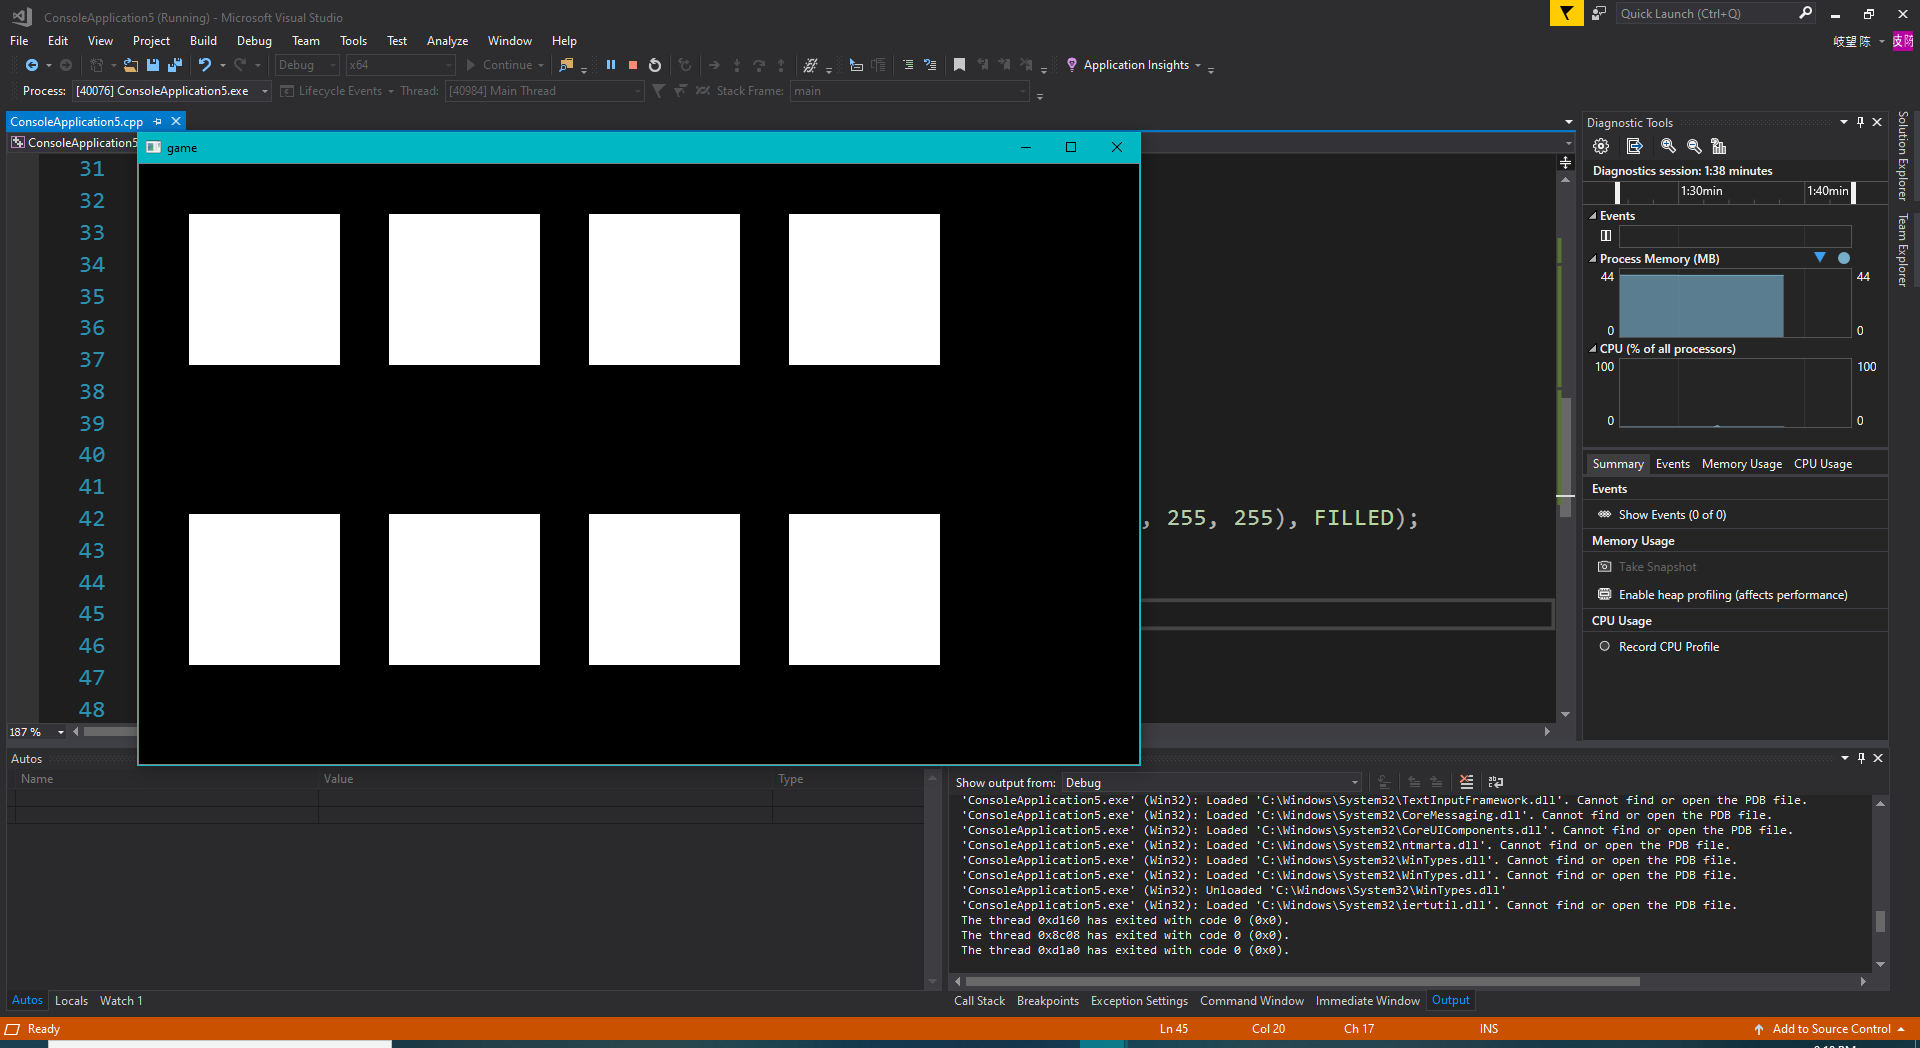 ConsoleApplication5 (Running) - Microsoft Visual Studio
Quick Launch (Ctrl+Q)
File Edit View Project Build Debug Team Tools Test Analyze Window Help
岐望 陈
Debug x64 Continue Application Insights
Process: [40076] ConsoleApplication5.exe Lifecycle Events Thread: [40984] Main Thread Stack Frame: main
ConsoleApplication5.cpp
ConsoleApplication5
game
31
32
33
34
35
36
37
38
39
40
41
42 , 255, 255), FILLED);
43
44
45
46
47
48
187 %
Diagnostic Tools
Diagnostics session: 1:38 minutes
1:30min 1:40min
Events
Process Memory (MB)
44 44
0 0
CPU (% of all processors)
100 100
0 0
Summary Events Memory Usage CPU Usage
Events
Show Events (0 of 0)
Memory Usage
Take Snapshot
Enable heap profiling (affects performance)
CPU Usage
Record CPU Profile
Solution Explorer
Team Explorer
Autos
Name Value Type
Autos Locals Watch 1
Show output from: Debug
'ConsoleApplication5.exe' (Win32): Loaded 'C:\Windows\System32\TextInputFramework.dll'. Cannot find or open the PDB file.
'ConsoleApplication5.exe' (Win32): Loaded 'C:\Windows\System32\CoreMessaging.dll'. Cannot find or open the PDB file.
'ConsoleApplication5.exe' (Win32): Loaded 'C:\Windows\System32\CoreUIComponents.dll'. Cannot find or open the PDB file.
'ConsoleApplication5.exe' (Win32): Loaded 'C:\Windows\System32\ntmarta.dll'. Cannot find or open the PDB file.
'ConsoleApplication5.exe' (Win32): Loaded 'C:\Windows\System32\WinTypes.dll'. Cannot find or open the PDB file.
'ConsoleApplication5.exe' (Win32): Loaded 'C:\Windows\System32\WinTypes.dll'. Cannot find or open the PDB file.
'ConsoleApplication5.exe' (Win32): Unloaded 'C:\Windows\System32\WinTypes.dll'
'ConsoleApplication5.exe' (Win32): Loaded 'C:\Windows\System32\iertutil.dll'. Cannot find or open the PDB file.
The thread 0xd160 has exited with code 0 (0x0).
The thread 0x8c08 has exited with code 0 (0x0).
The thread 0xd1a0 has exited with code 0 (0x0).
Call Stack Breakpoints Exception Settings Command Window Immediate Window Output
Ready Ln 45 Col 20 Ch 17 INS Add to Source Control